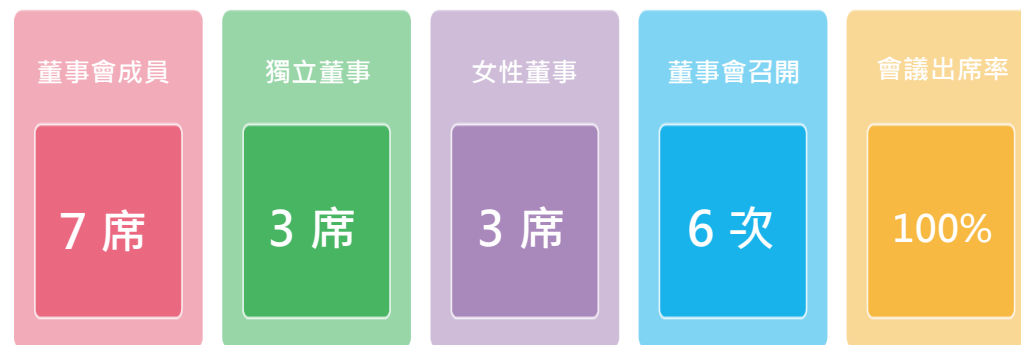 董事會成員
7 席
獨立董事
3 席
女性董事
3 席
董事會召開
6 次
會議出席率
100%